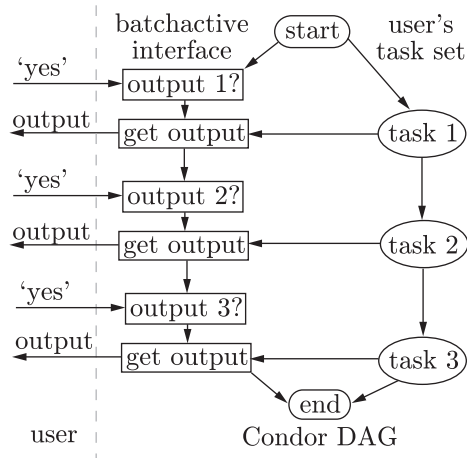 batchactive
interface
start
user's
task set
‘yes’
output 1?
output
get output
task 1
‘yes’
output 2?
output
get output
task 2
‘yes’
output 3?
output
get output
task 3
end
user
Condor DAG